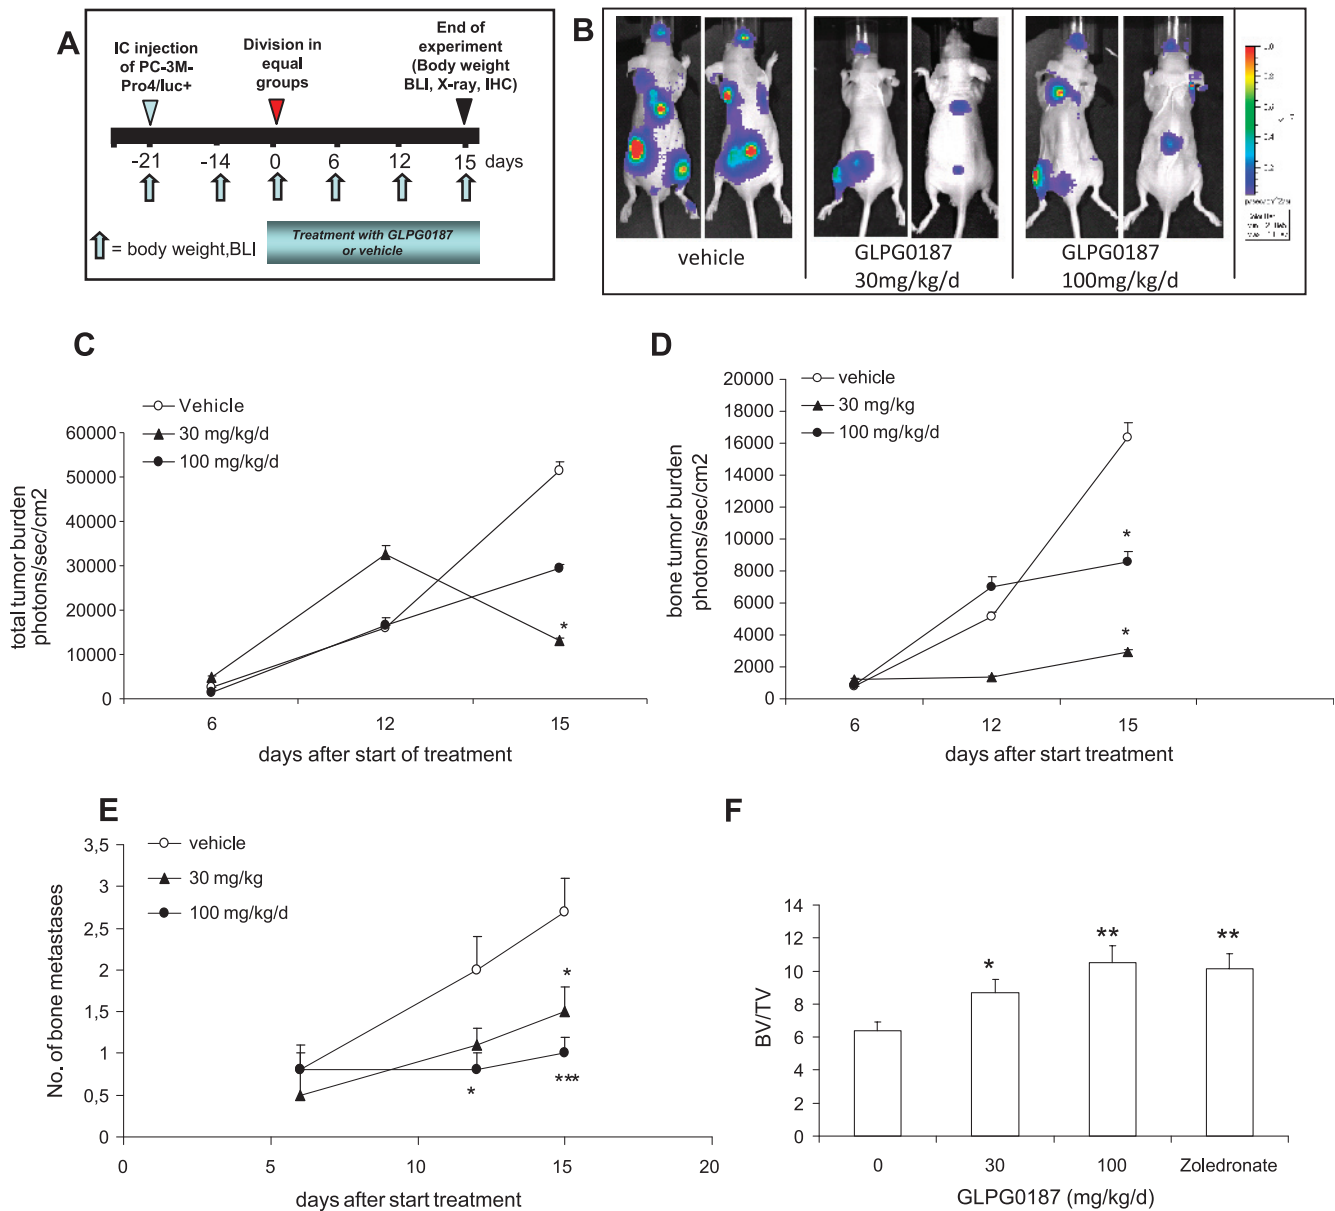 A
IC injection
of PC-3M-
Pro4/luc+
Division in
equal
groups
End of
experiment
(Body weight
BLI, X-ray, IHC)
-21
-14
0
6
12
15
days
Treatment with GLPG0187
or vehicle
= body weight,BLI
B
vehicle
GLPG0187
30mg/kg/d
GLPG0187
100mg/kg/d
C
Vehicle
30 mg/kg/d
100 mg/kg/d
total tumor burden
photons/sec/cm2
60000
50000
40000
30000
20000
10000
0
*
6
12
15
days after start of treatment
D
vehicle
30 mg/kg
100 mg/kg/d
bone tumor burden
photons/sec/cm2
20000
18000
16000
14000
12000
10000
8000
6000
4000
2000
0
*
*
6
12
15
days after start treatment
E
vehicle
30 mg/kg
100 mg/kg/d
No. of bone metastases
3,5
3
2,5
2
1,5
1
0,5
0
*
*
***
0
5
10
15
20
days after start treatment
F
BV/TV
14
12
10
8
6
4
2
0
*
**
**
0
30
100
Zoledronate
GLPG0187 (mg/kg/d)